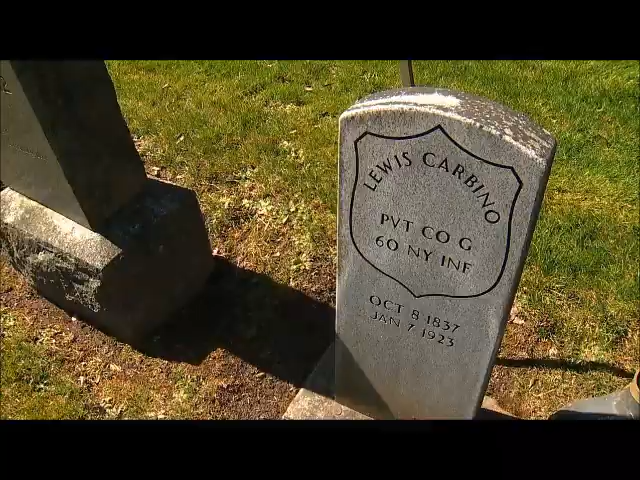 LEWIS CARBINO
PVT CO G
60 NY INF
OCT 8 1837
JAN 7 1923